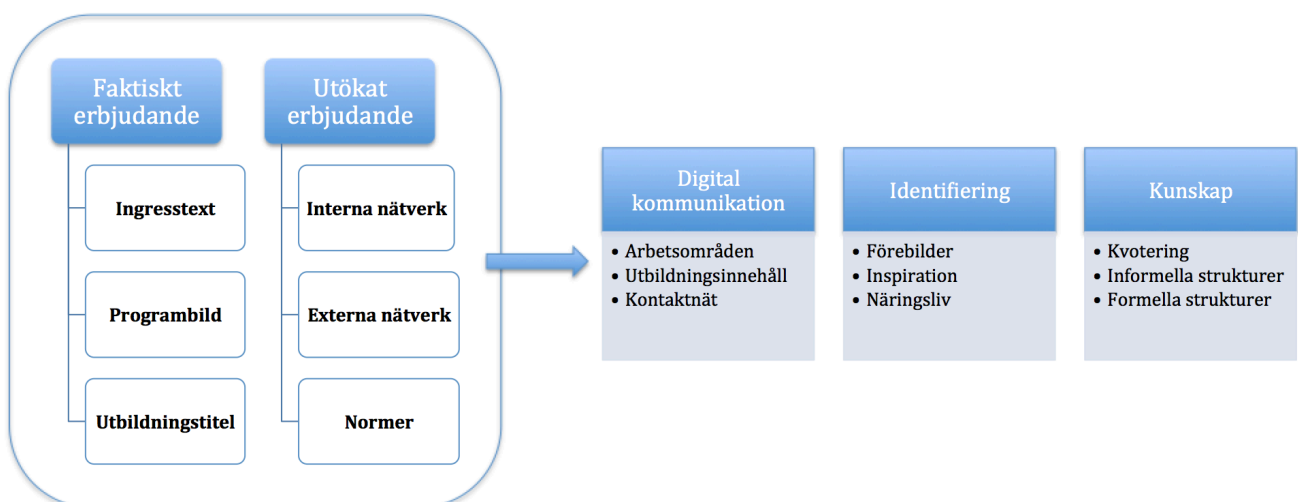 Faktiskt
erbjudande
Ingresstext
Programbild
Utbildningstitel
Utökat
erbjudande
Interna nätverk
Externa nätverk
Normer
Digital
kommunikation
• Arbetsområden
• Utbildningsinnehåll
• Kontaktnät
Identifiering
• Förebilder
• Inspiration
• Näringsliv
Kunskap
• Kvotering
• Informella strukturer
• Formella strukturer